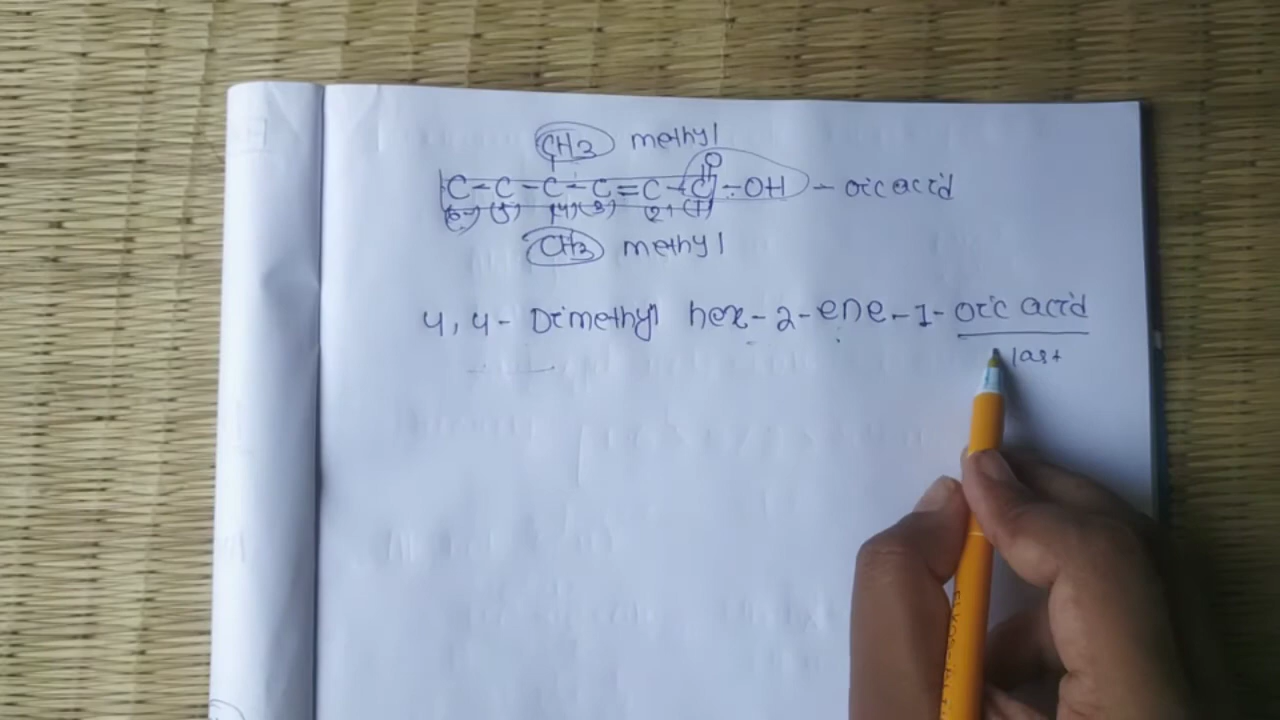 CH3 methyl
O
C-C-C-C=C-C-OH - oic acid
(6) (5) (4) (3) 2 (1)
CH3 methyl
4,4- Dimethyl hex-2-ene-1-oic acid
last